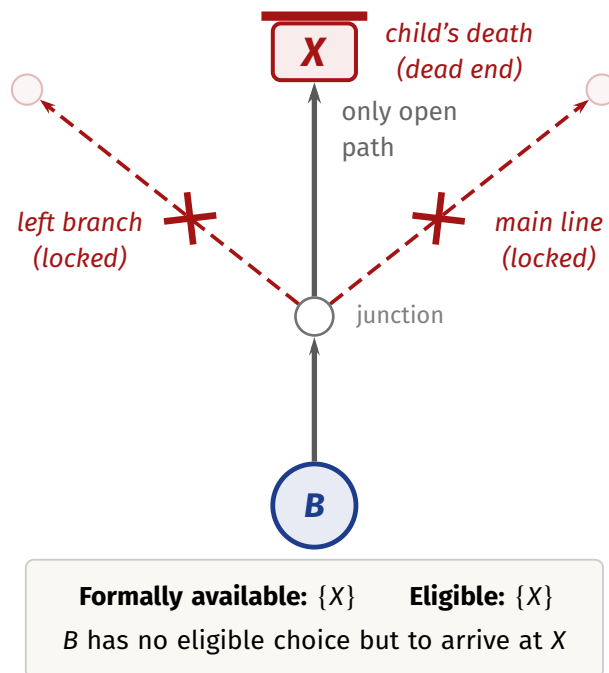 X
child's death
(dead end)
only open
path
left branch
(locked)
main line
(locked)
junction
B
Formally available: {X} Eligible: {X}
B has no eligible choice but to arrive at X